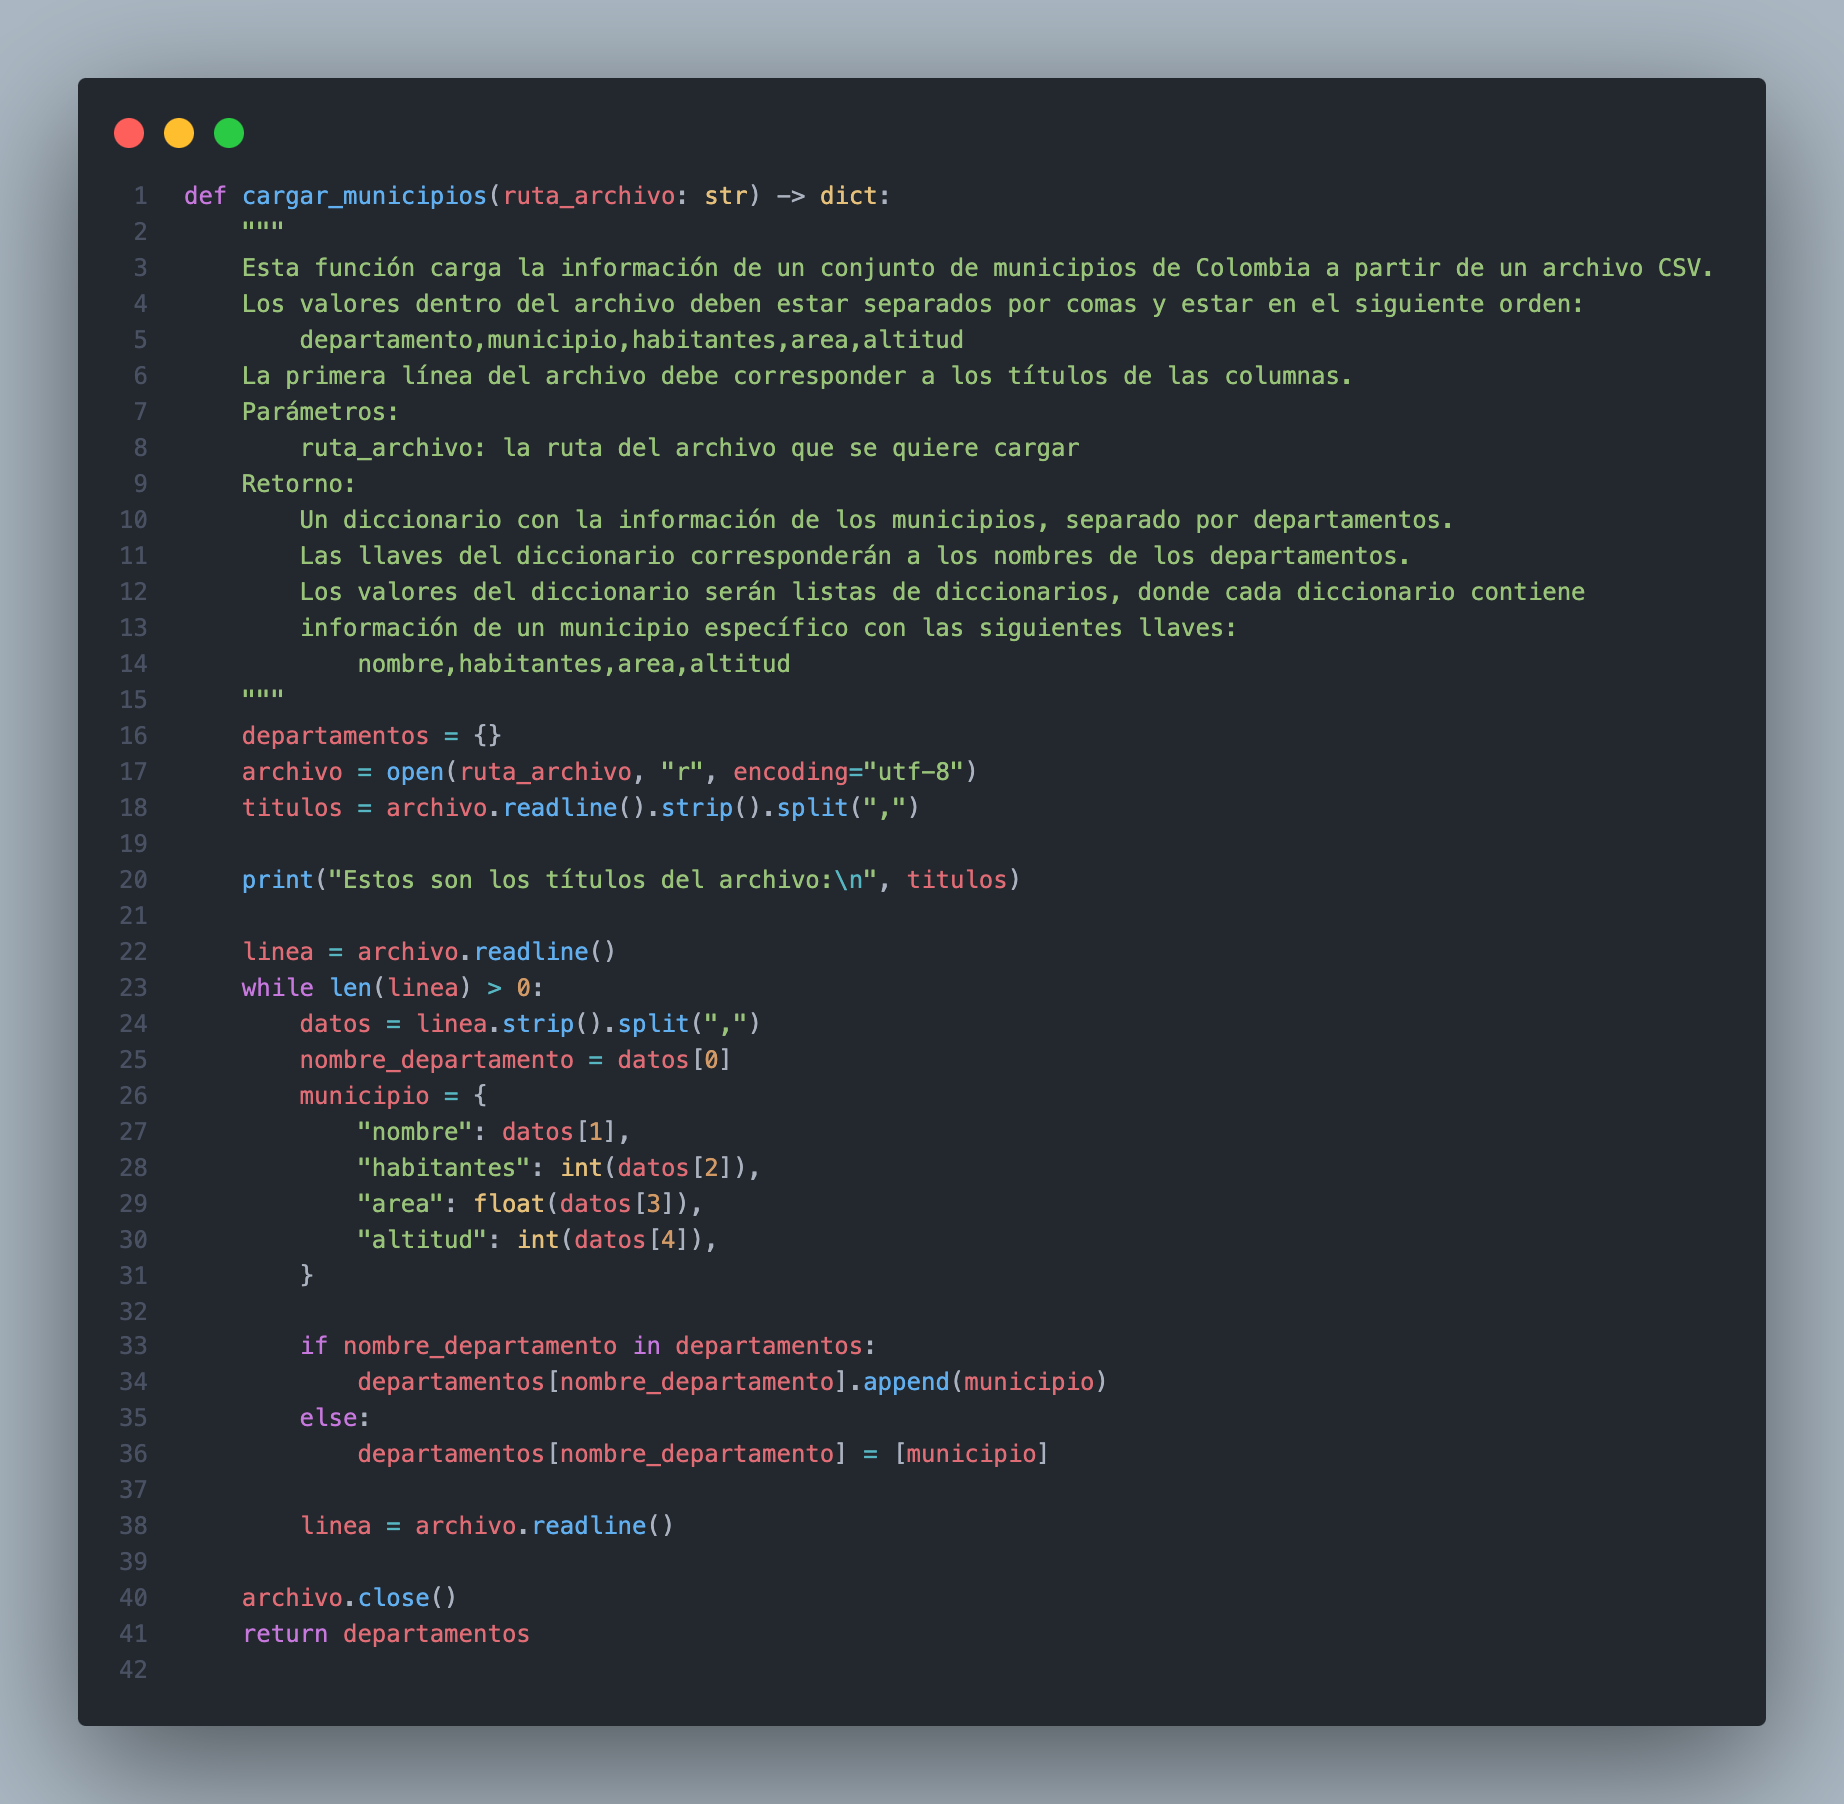 1 def cargar_municipios(ruta_archivo: str) -> dict:
2     """
3     Esta función carga la información de un conjunto de municipios de Colombia a partir de un archivo CSV.
4     Los valores dentro del archivo deben estar separados por comas y estar en el siguiente orden:
5         departamento,municipio,habitantes,area,altitud
6     La primera línea del archivo debe corresponder a los títulos de las columnas.
7     Parámetros:
8         ruta_archivo: la ruta del archivo que se quiere cargar
9     Retorno:
10         Un diccionario con la información de los municipios, separado por departamentos.
11         Las llaves del diccionario corresponderán a los nombres de los departamentos.
12         Los valores del diccionario serán listas de diccionarios, donde cada diccionario contiene
13         información de un municipio específico con las siguientes llaves:
14             nombre,habitantes,area,altitud
15     """
16     departamentos = {}
17     archivo = open(ruta_archivo, "r", encoding="utf-8")
18     titulos = archivo.readline().strip().split(",")
19
20     print("Estos son los títulos del archivo:\n", titulos)
21
22     linea = archivo.readline()
23     while len(linea) > 0:
24         datos = linea.strip().split(",")
25         nombre_departamento = datos[0]
26         municipio = {
27             "nombre": datos[1],
28             "habitantes": int(datos[2]),
29             "area": float(datos[3]),
30             "altitud": int(datos[4]),
31         }
32
33         if nombre_departamento in departamentos:
34             departamentos[nombre_departamento].append(municipio)
35         else:
36             departamentos[nombre_departamento] = [municipio]
37
38         linea = archivo.readline()
39
40     archivo.close()
41     return departamentos
42